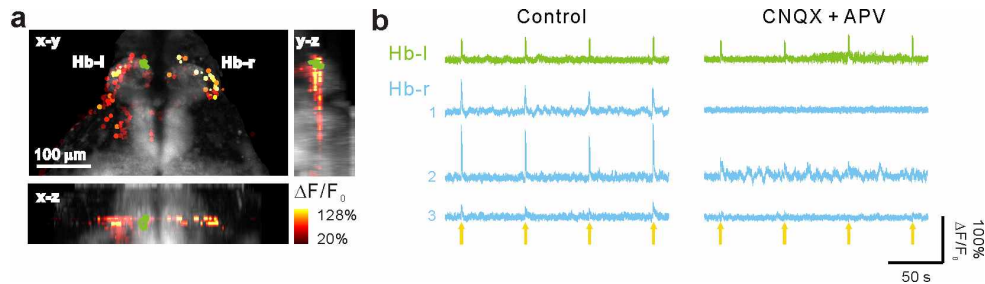 a
x-y
Hb-l
Hb-r
100 µm
y-z
x-z
ΔF/F0
128%
20%
b
Control
CNQX + APV
Hb-l
Hb-r
1
2
3
100%
ΔF/F0
50 s